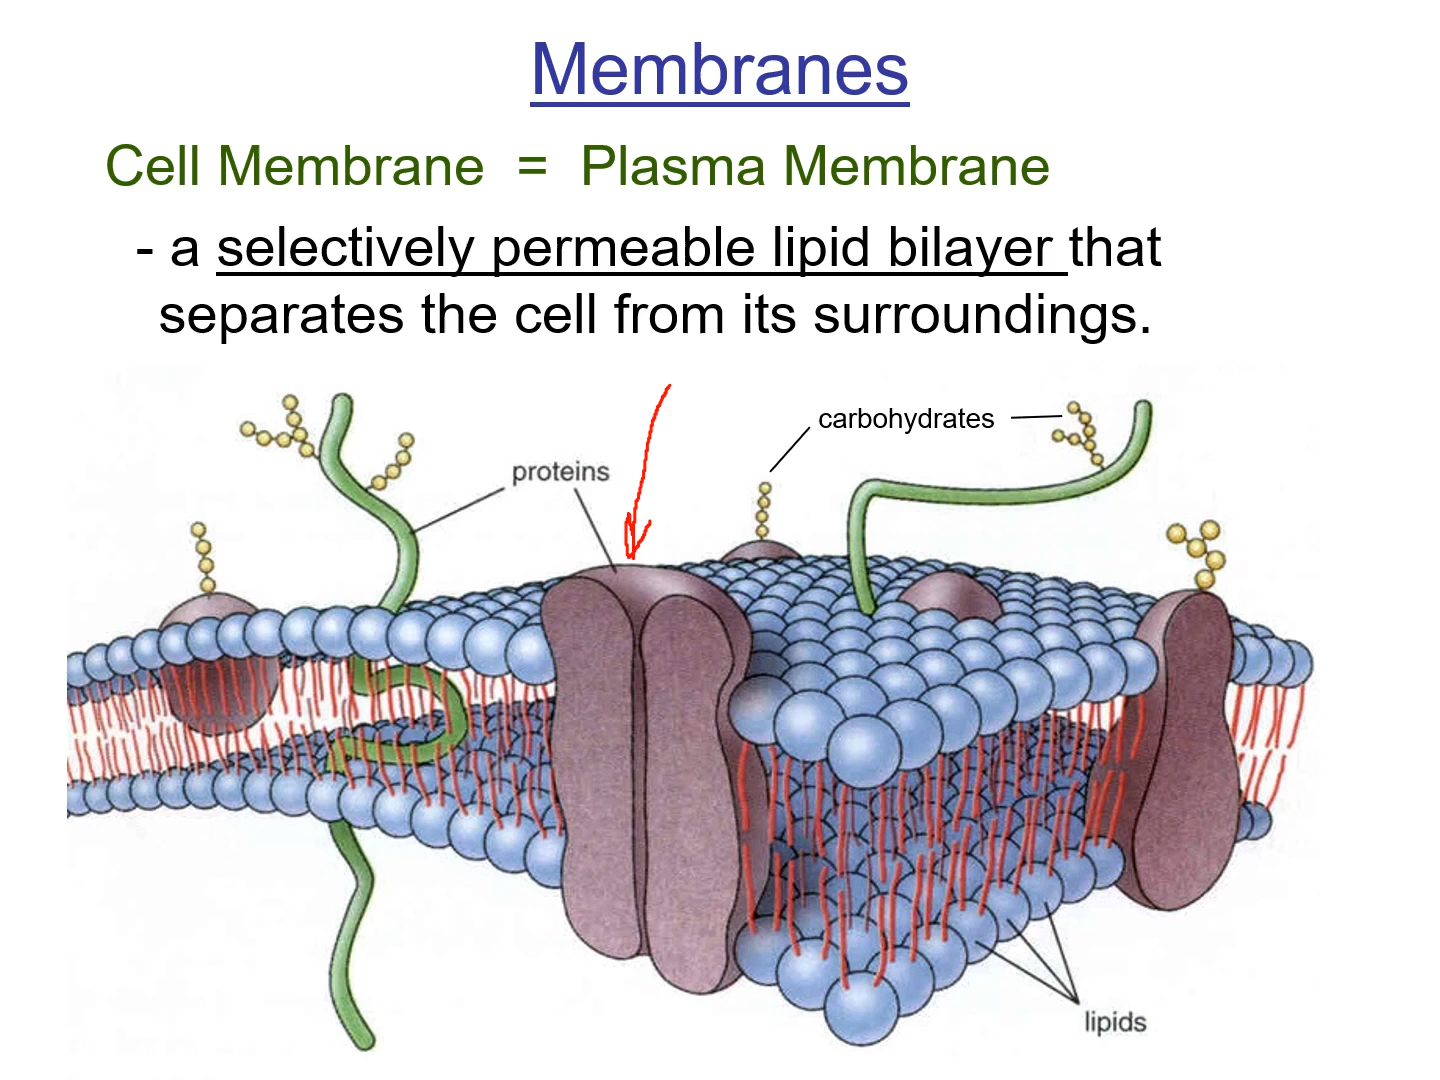 Membranes
Cell Membrane = Plasma Membrane
- a selectively permeable lipid bilayer that
separates the cell from its surroundings.
carbohydrates
proteins
lipids